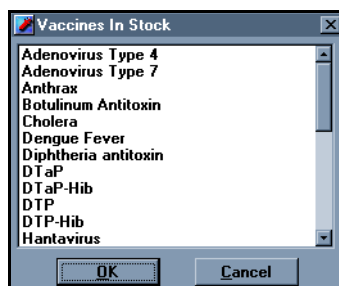 Vaccines In Stock
Adenovirus Type 4
Adenovirus Type 7
Anthrax
Botulinum Antitoxin
Cholera
Dengue Fever
Diphtheria antitoxin
DTaP
DTaP-Hib
DTP
DTP-Hib
Hantavirus
OK Cancel